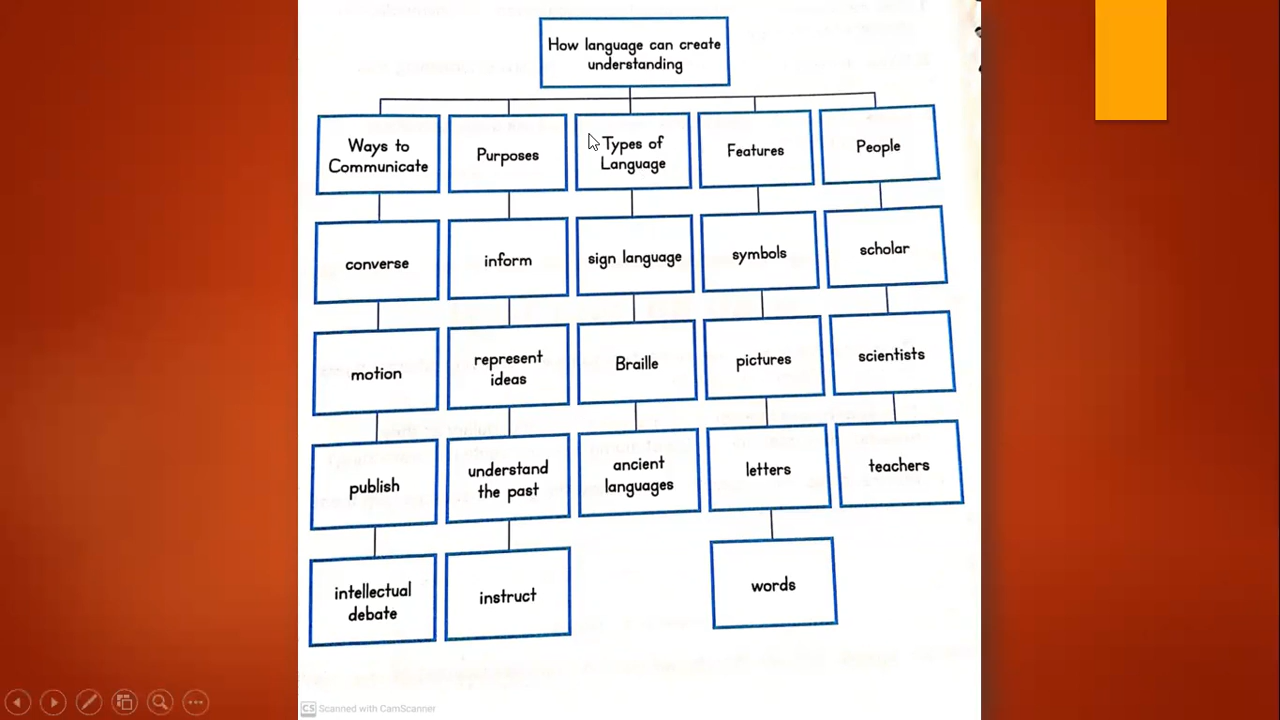 How language can create
understanding
Ways to
Communicate
Purposes
Types of
Language
Features
People
converse
inform
sign language
symbols
scholar
motion
represent
ideas
Braille
pictures
scientists
publish
understand
the past
ancient
languages
letters
teachers
intellectual
debate
instruct
words
CS Scanned with CamScanner